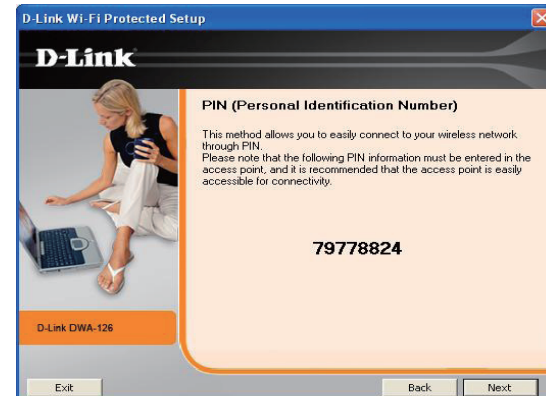 D-Link Wi-Fi Protected Setup
D-Link
PIN (Personal Identification Number)
This method allows you to easily connect to your wireless network
through PIN.
Please note that the following PIN information must be entered in the
access point, and it is recommended that the access point is easily
accessible for connectivity.
79778824
D-Link DWA-126
Exit
Back
Next